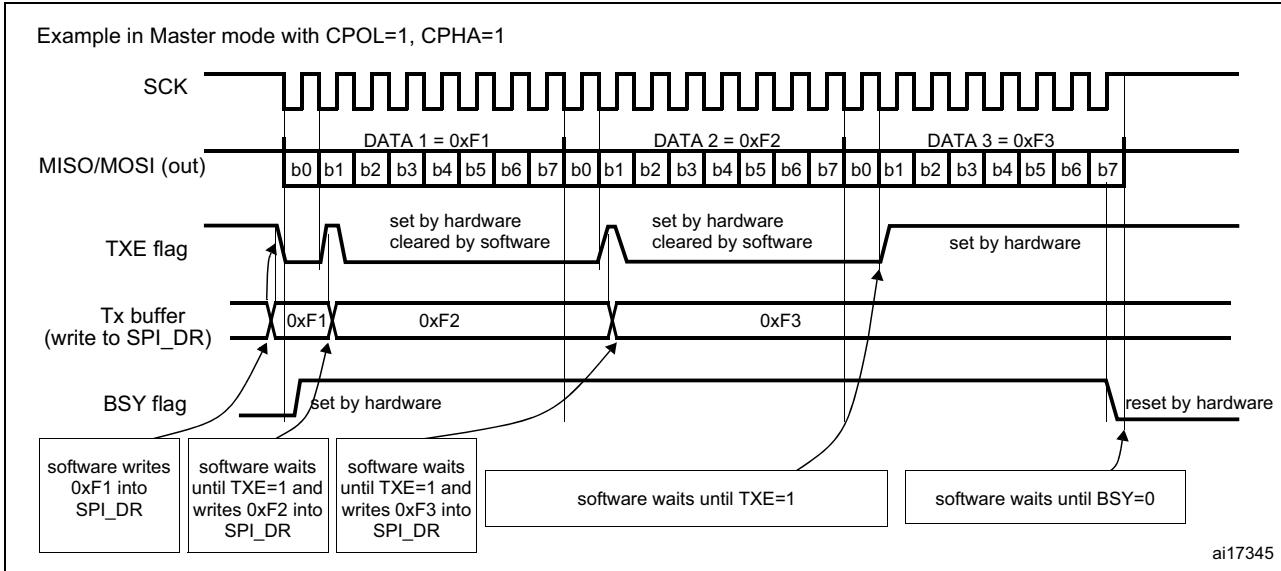 Example in Master mode with CPOL=1, CPHA=1
SCK
DATA 1 = 0xF1
DATA 2 = 0xF2
DATA 3 = 0xF3
MISO/MOSI (out)
b0 b1 b2 b3 b4 b5 b6 b7 b0 b1 b2 b3 b4 b5 b6 b7 b0 b1 b2 b3 b4 b5 b6 b7
TXE flag
set by hardware
cleared by software
set by hardware
cleared by software
set by hardware
Tx buffer
(write to SPI_DR)
0xF1
0xF2
0xF3
BSY flag
set by hardware
reset by hardware
software writes
0xF1 into
SPI_DR
software waits
until TXE=1 and
writes 0xF2 into
SPI_DR
software waits
until TXE=1 and
writes 0xF3 into
SPI_DR
software waits until TXE=1
software waits until BSY=0
ai17345